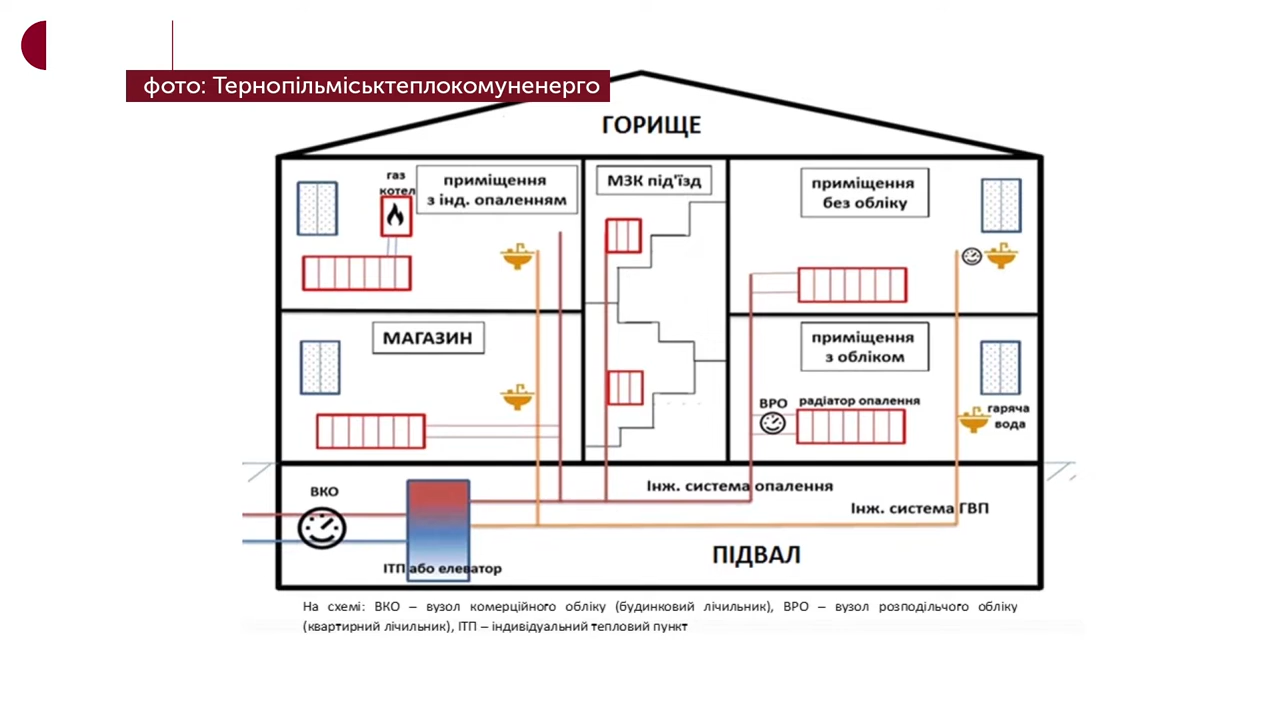 фото: Тернопільміськтеплокомуненерго
ГОРИЩЕ
газ
котел
приміщення
з інд. опаленням
МЗК під'їзд
приміщення
без обліку
МАГАЗИН
приміщення
з обліком
ВРО
радіатор опалення
гаряча
вода
ВКО
Інж. система опалення
Інж. система ГВП
ПІДВАЛ
ІТП або елеватор
На схемі: ВКО – вузол комерційного обліку (будинковий лічильник), ВРО – вузол розподільчого обліку
(квартирний лічильник), ІТП – індивідуальний тепловий пункт